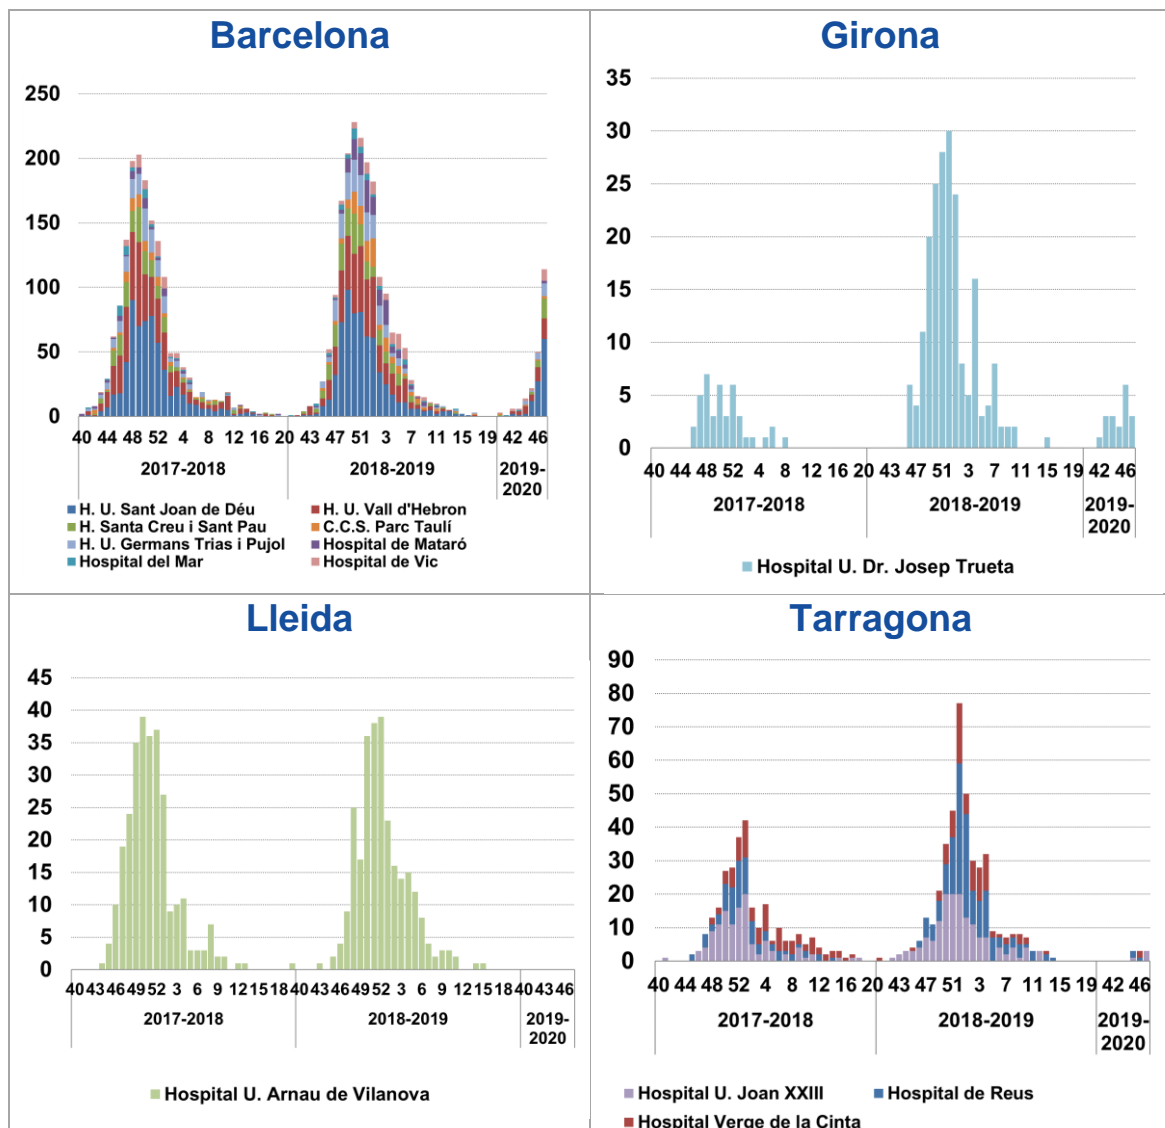 Barcelona
250
200
150
100
50
0
40 44 48 52 4 8 12 16 20 43 47 51 3 7 11 15 19 42 46
2017-2018 2018-2019 2019-
2020
H. U. Sant Joan de Déu H. U. Vall d'Hebron
H. Santa Creu i Sant Pau C.C.S. Parc Taulí
H. U. Germans Trias i Pujol Hospital de Mataró
Hospital del Mar Hospital de Vic
Girona
35
30
25
20
15
10
5
0
40 44 48 52 4 8 12 16 20 43 47 51 3 7 11 15 19 42 46
2017-2018 2018-2019 2019-
2020
Hospital U. Dr. Josep Trueta
Lleida
45
40
35
30
25
20
15
10
5
0
40 43 46 49 52 3 6 9 12 15 18 40 43 46 49 52 3 6 9 12 15 18 40 43 46
2017-2018 2018-2019 2019-
2020
Hospital U. Arnau de Vilanova
Tarragona
90
80
70
60
50
40
30
20
10
0
40 44 48 52 4 8 12 16 20 43 47 51 3 7 11 15 19 42 46
2017-2018 2018-2019 2019-
2020
Hospital U. Joan XXIII Hospital de Reus
Hospital Verge de la Cinta